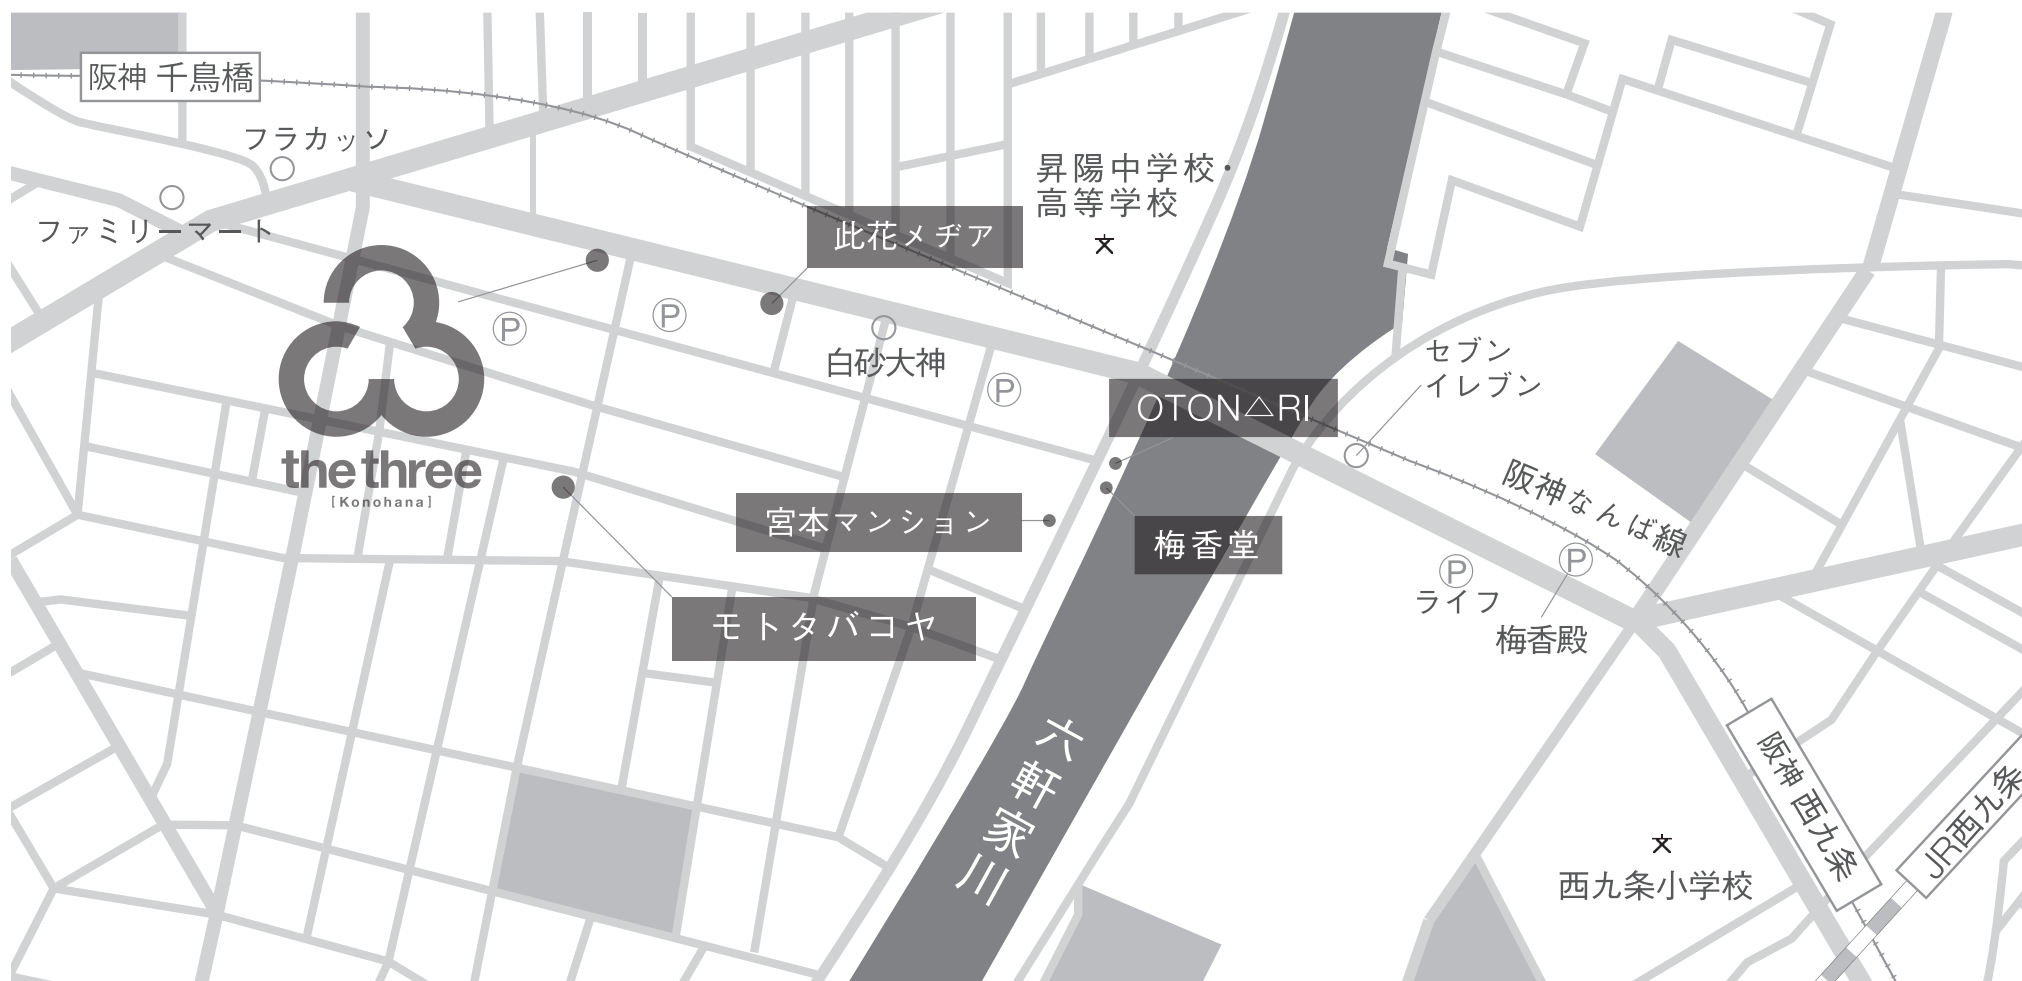 阪神 千鳥橋
フラカッソ
ファミリーマート
昇陽中学校・
高等学校
此花メヂア
P
P
白砂大神
P
the three
[Konohana]
OTON△RI
セブン
イレブン
阪神なんば線
宮本マンション
梅香堂
P
P
ライフ
梅香殿
モトタバコヤ
六軒家川
阪神 西九条
JR西九条
西九条小学校